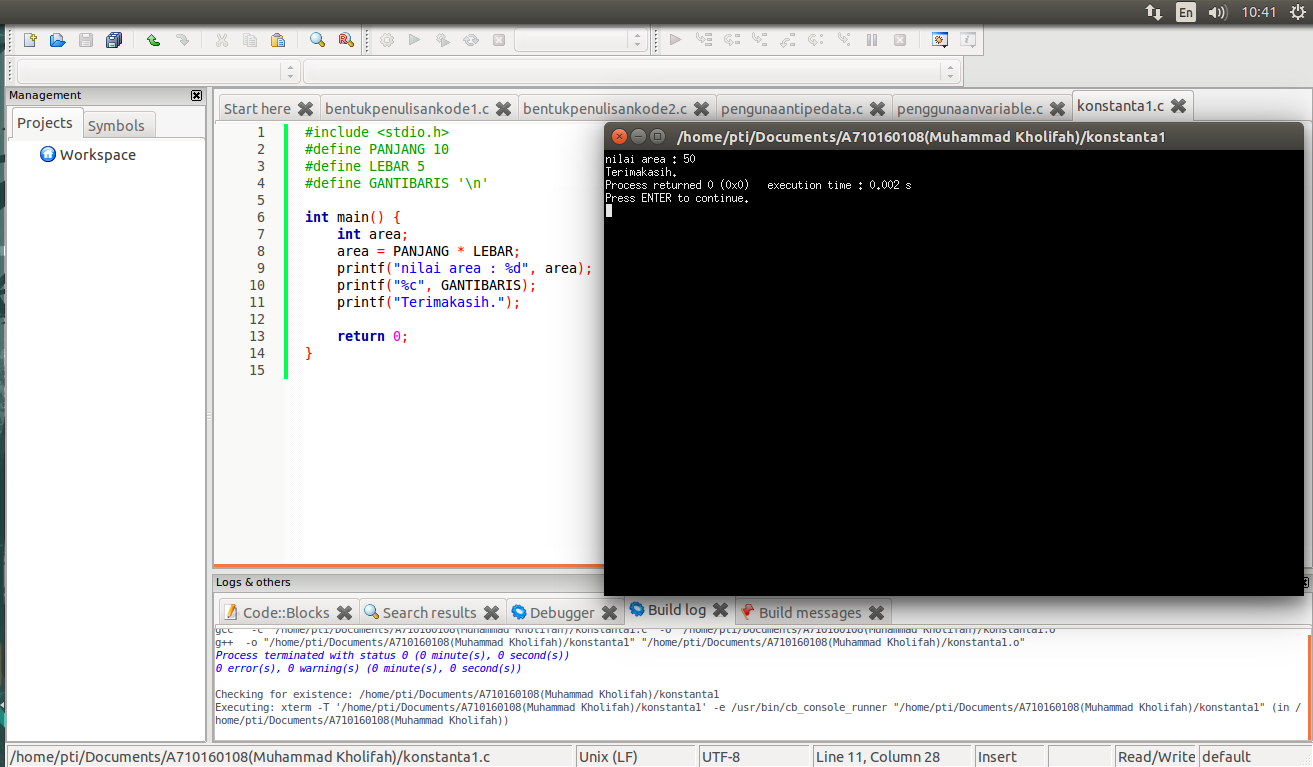 En 10:41
Management
Projects Symbols
Workspace
Start here bentukpenulisankode1.c bentukpenulisankode2.c pengunaantipedata.c penggunaanvariable.c konstanta1.c
1 #include <stdio.h>
2 #define PANJANG 10
3 #define LEBAR 5
4 #define GANTIBARIS '\n'
5
6 int main() {
7 int area;
8 area = PANJANG * LEBAR;
9 printf("nilai area : %d", area);
10 printf("%c", GANTIBARIS);
11 printf("Terimakasih.");
12
13 return 0;
14 }
15
/home/pti/Documents/A710160108(Muhammad Kholifah)/konstanta1
nilai area : 50
Terimakasih.
Process returned 0 (0x0) execution time : 0.002 s
Press ENTER to continue.
Logs & others
Code::Blocks Search results Debugger Build log Build messages
gcc -c "/home/pti/Documents/A710160108(Muhammad Kholifah)/konstanta1.c" -o "/home/pti/Documents/A710160108(Muhammad Kholifah)/konstanta1.o"
g++ -o "/home/pti/Documents/A710160108(Muhammad Kholifah)/konstanta1" "/home/pti/Documents/A710160108(Muhammad Kholifah)/konstanta1.o"
Process terminated with status 0 (0 minute(s), 0 second(s))
0 error(s), 0 warning(s) (0 minute(s), 0 second(s))
Checking for existence: /home/pti/Documents/A710160108(Muhammad Kholifah)/konstanta1
Executing: xterm -T '/home/pti/Documents/A710160108(Muhammad Kholifah)/konstanta1' -e /usr/bin/cb_console_runner "/home/pti/Documents/A710160108(Muhammad Kholifah)/konstanta1" (in /
home/pti/Documents/A710160108(Muhammad Kholifah))
/home/pti/Documents/A710160108(Muhammad Kholifah)/konstanta1.c Unix (LF) UTF-8 Line 11, Column 28 Insert Read/Write default